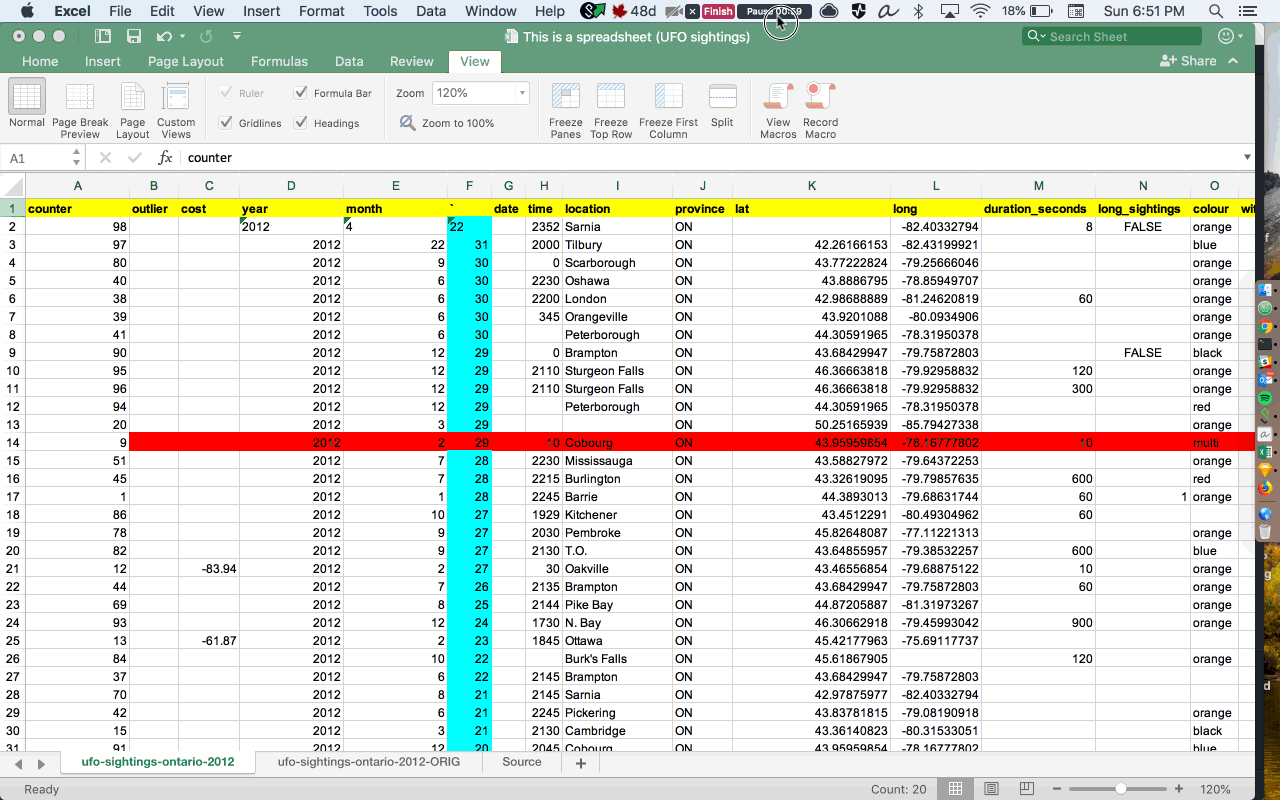 Excel File Edit View Insert Format Tools Data Window Help 48d Finish Pause 00:59 18% Sun 6:51 PM
This is a spreadsheet (UFO sightings) Search Sheet
Home Insert Page Layout Formulas Data Review View Share
Normal Page Break Preview Page Layout Custom Views Ruler Formula Bar Gridlines Headings Zoom 120% Zoom to 100% Freeze Panes Freeze Top Row Freeze First Column Split View Macros Record Macro
A1 fx counter
A B C D E F G H I J K L M N O
1 counter outlier cost year month ` date time location province lat long duration_seconds long_sightings colour wit
2 98 2012 4 22 2352 Sarnia ON -82.40332794 8 FALSE orange
3 97 2012 22 31 2000 Tilbury ON 42.26166153 -82.43199921 blue
4 80 2012 9 30 0 Scarborough ON 43.77222824 -79.25666046 orange
5 40 2012 6 30 2230 Oshawa ON 43.8886795 -78.85949707 orange
6 38 2012 6 30 2200 London ON 42.98688889 -81.24620819 60 orange
7 39 2012 6 30 345 Orangeville ON 43.9201088 -80.0934906 orange
8 41 2012 6 30 Peterborough ON 44.30591965 -78.31950378 orange
9 90 2012 12 29 0 Brampton ON 43.68429947 -79.75872803 FALSE black
10 95 2012 12 29 2110 Sturgeon Falls ON 46.36663818 -79.92958832 120 orange
11 96 2012 12 29 2110 Sturgeon Falls ON 46.36663818 -79.92958832 300 orange
12 94 2012 12 29 Peterborough ON 44.30591965 -78.31950378 red
13 20 2012 3 29 ON 50.25165939 -85.79427338 orange
14 9 2012 2 29 10 Cobourg ON 43.95959854 -78.16777802 10 multi
15 51 2012 7 28 2230 Mississauga ON 43.58827972 -79.64372253 orange
16 45 2012 7 28 2215 Burlington ON 43.32619095 -79.79857635 600 red
17 1 2012 1 28 2245 Barrie ON 44.3893013 -79.68631744 60 1 orange
18 86 2012 10 27 1929 Kitchener ON 43.4512291 -80.49304962 60
19 78 2012 9 27 2030 Pembroke ON 45.82648087 -77.11221313 orange
20 82 2012 9 27 2130 T.O. ON 43.64855957 -79.38532257 600 blue
21 12 -83.94 2012 2 27 30 Oakville ON 43.46556854 -79.68875122 10 orange
22 44 2012 7 26 2135 Brampton ON 43.68429947 -79.75872803 60 orange
23 69 2012 8 25 2144 Pike Bay ON 44.87205887 -81.31973267 orange
24 93 2012 12 24 1730 N. Bay ON 46.30662918 -79.45993042 900 orange
25 13 -61.87 2012 2 23 1845 Ottawa ON 45.42177963 -75.69117737
26 84 2012 10 22 Burk's Falls ON 45.61867905 120 orange
27 37 2012 6 22 2145 Brampton ON 43.68429947 -79.75872803
28 70 2012 8 21 2145 Sarnia ON 42.97875977 -82.40332794
29 42 2012 6 21 2245 Pickering ON 43.83781815 -79.08190918 orange
30 15 2012 3 21 2130 Cambridge ON 43.36140823 -80.31533051 black
31 91 2012 12 20 2045 Cobourg ON 43.95959854 -78.16777802 blue
ufo-sightings-ontario-2012 ufo-sightings-ontario-2012-ORIG Source +
Ready Count: 20 120%